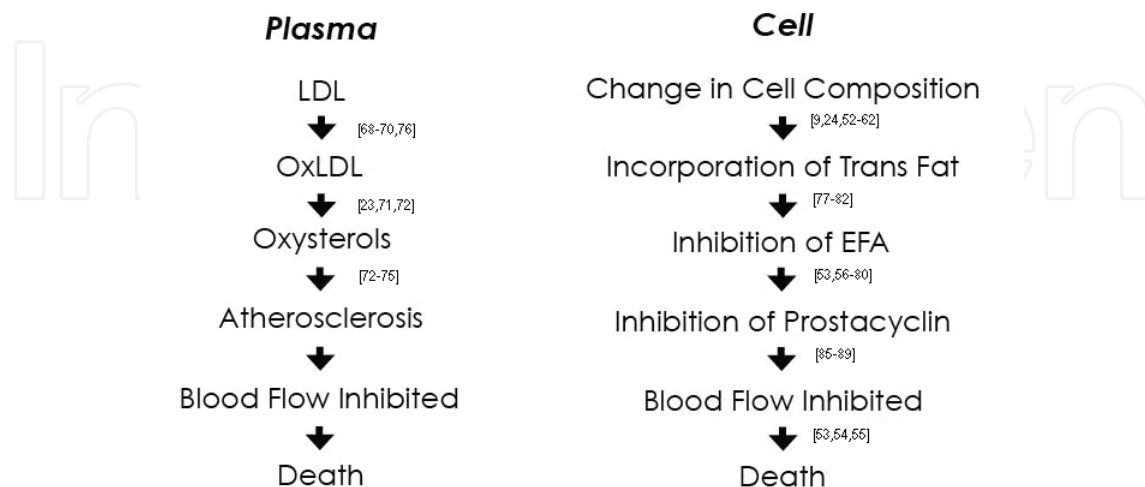 Plasma
LDL
[68-70,76]
OxLDL
[23,71,72]
Oxysterols
[72-75]
Atherosclerosis
Blood Flow Inhibited
Death
Cell
Change in Cell Composition
[9,24,52-62]
Incorporation of Trans Fat
[77-82]
Inhibition of EFA
[53,56-80]
Inhibition of Prostacyclin
[85-89]
Blood Flow Inhibited
[53,54,55]
Death